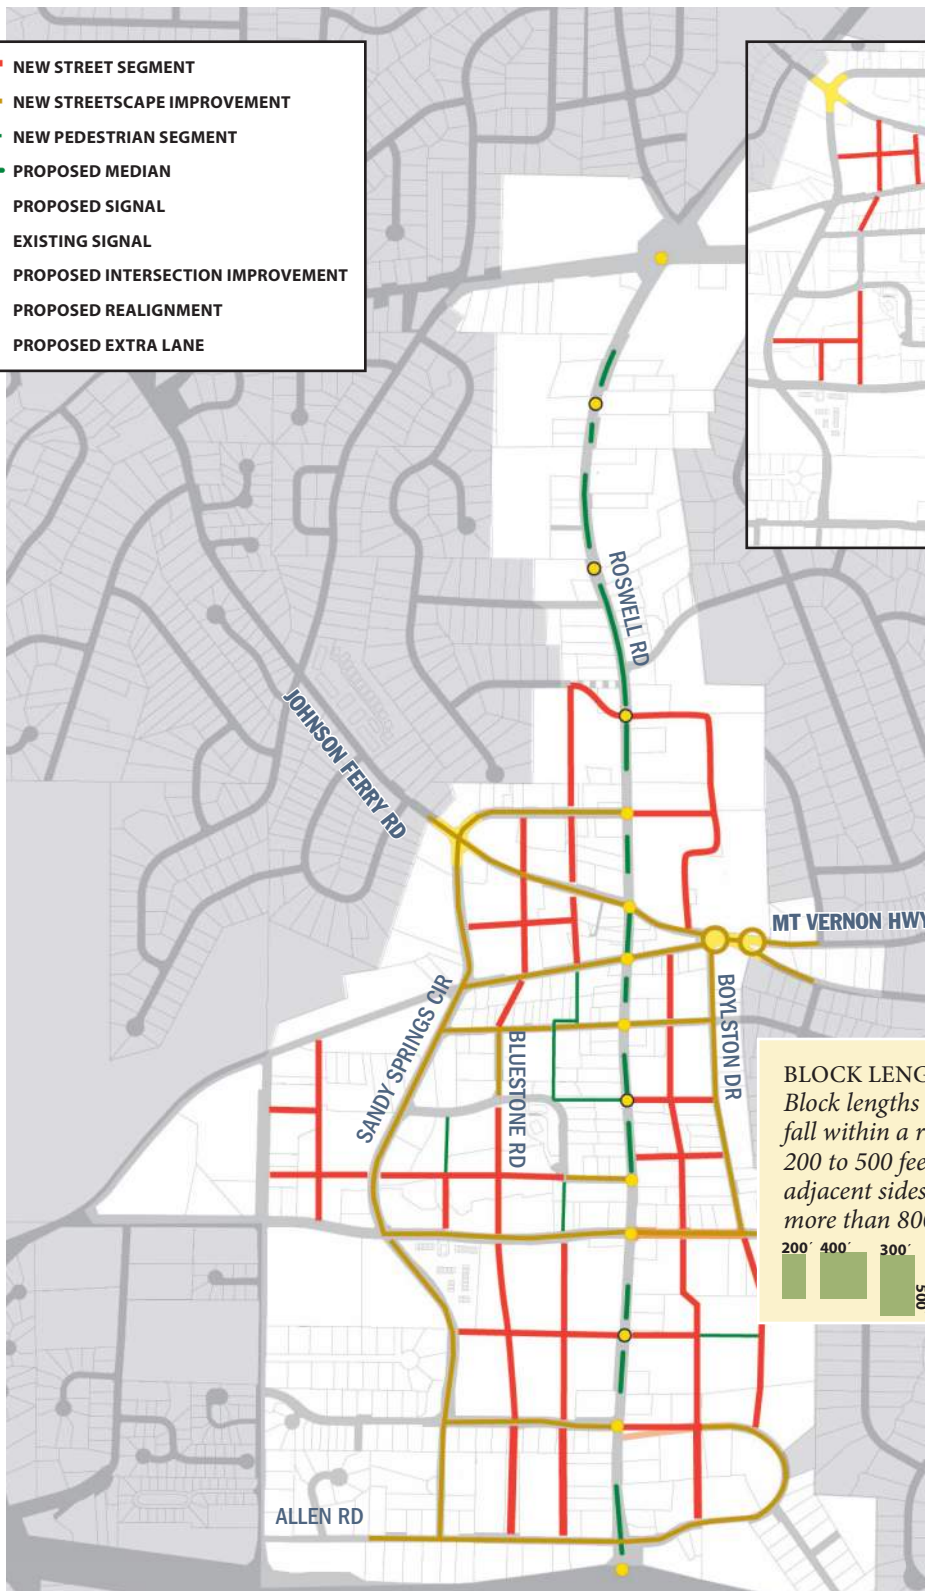 NEW STREET SEGMENT
NEW STREETSCAPE IMPROVEMENT
NEW PEDESTRIAN SEGMENT
PROPOSED MEDIAN
PROPOSED SIGNAL
EXISTING SIGNAL
PROPOSED INTERSECTION IMPROVEMENT
PROPOSED REALIGNMENT
PROPOSED EXTRA LANE
ROSWELL RD
JOHNSON FERRY RD
MT VERNON HWY
SANDY SPRINGS CIR
BLUESTONE RD
BOYLSTON DR
BLOCK LENG
Block lengths
fall within a r
200 to 500 fee
adjacent sides
more than 800
200′ 400′ 300′
500
ALLEN RD